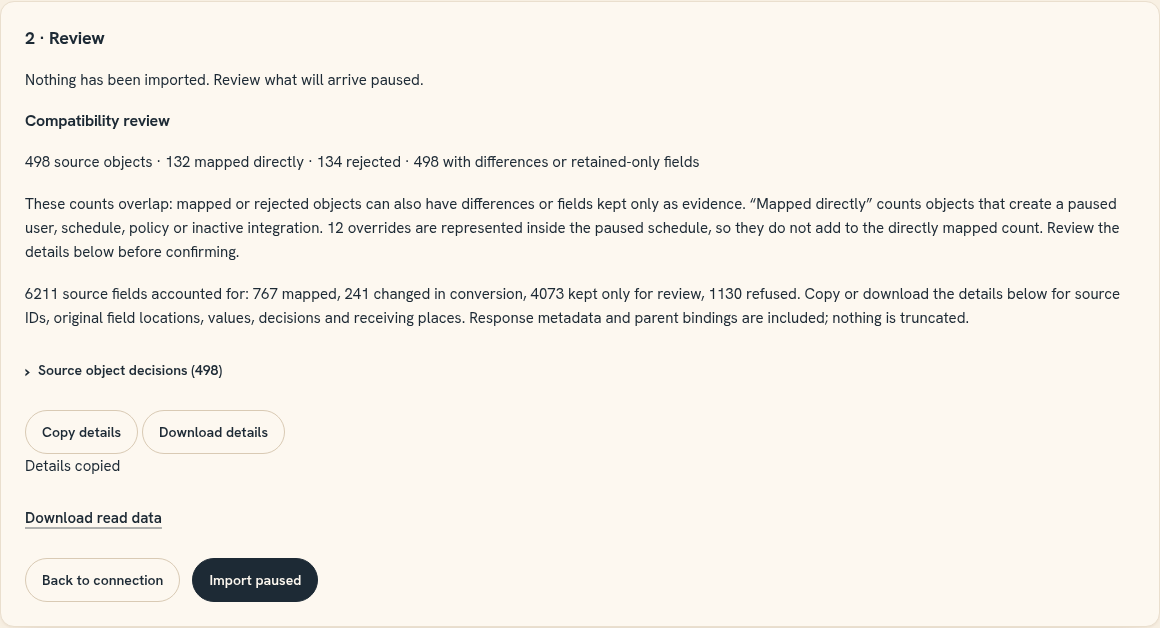 2 · Review
Nothing has been imported. Review what will arrive paused.
Compatibility review
498 source objects · 132 mapped directly · 134 rejected · 498 with differences or retained-only fields
These counts overlap: mapped or rejected objects can also have differences or fields kept only as evidence. “Mapped directly” counts objects that create a paused
user, schedule, policy or inactive integration. 12 overrides are represented inside the paused schedule, so they do not add to the directly mapped count. Review the
details below before confirming.
6211 source fields accounted for: 767 mapped, 241 changed in conversion, 4073 kept only for review, 1130 refused. Copy or download the details below for source
IDs, original field locations, values, decisions and receiving places. Response metadata and parent bindings are included; nothing is truncated.
› Source object decisions (498)
Copy details Download details
Details copied
Download read data
Back to connection Import paused